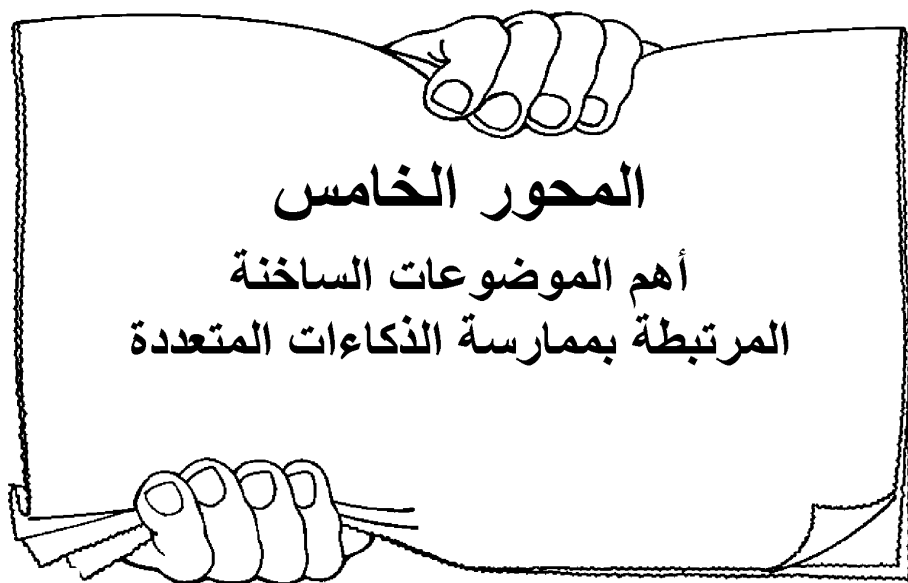 المحور الخامس
أهم الموضوعات الساخنة
المرتبطة بممارسة الذكاءات المتعددة